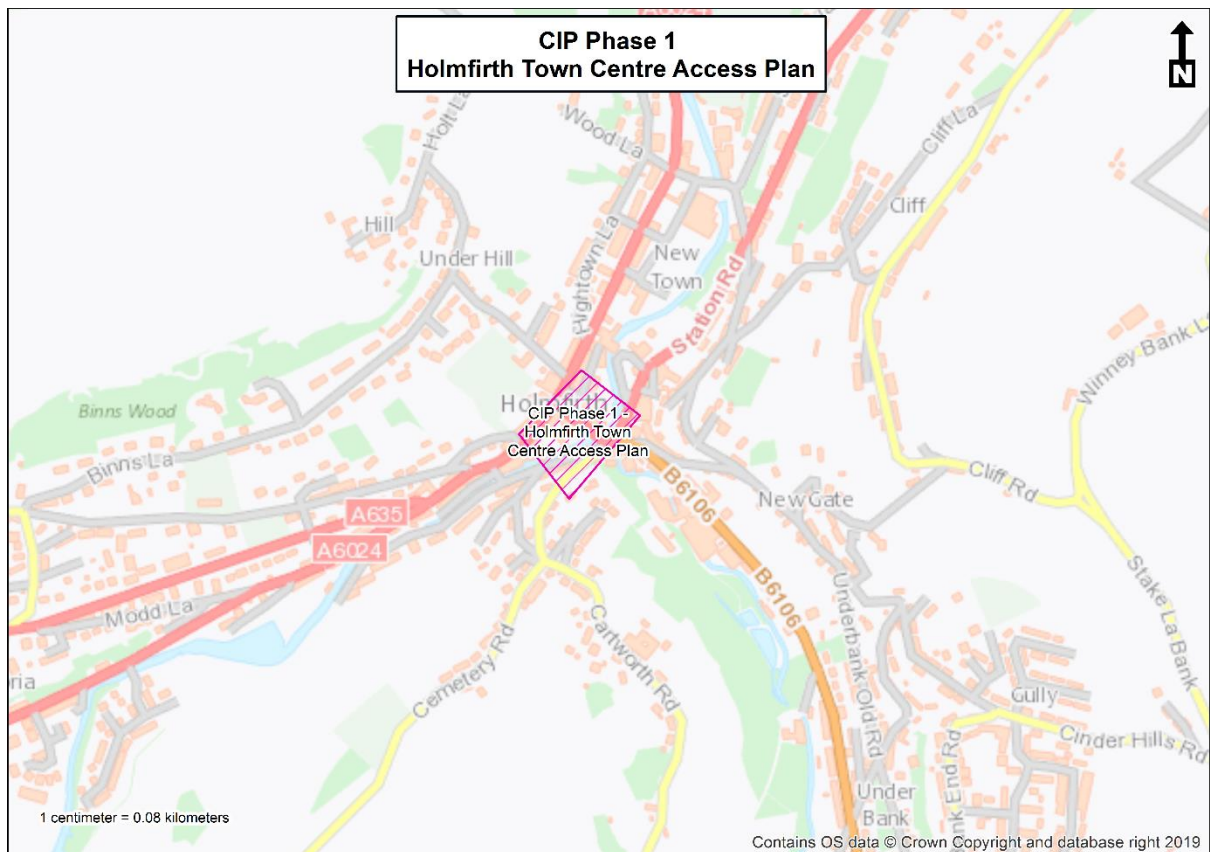 CIP Phase 1
Holmfirth Town Centre Access Plan
N
Wood La
Holt La
Cliff La
Hill
Cliff
Under Hill
New
Town
Hightown La
Station Rd
Winney Bank L
Holmfirth
CIP Phase 1 -
Holmfirth Town
Centre Access Plan
Binns Wood
Binns La
B6106
New Gate
Cliff Rd
A635
A6024
Modd La
B6106
Underbank Old Rd
Stake La Bank
Cartworth Rd
Cemetery Rd
oria
Gully
Cinder Hills Rd
Bank End Rd
Under
Bank
1 centimeter = 0.08 kilometers
Contains OS data © Crown Copyright and database right 2019